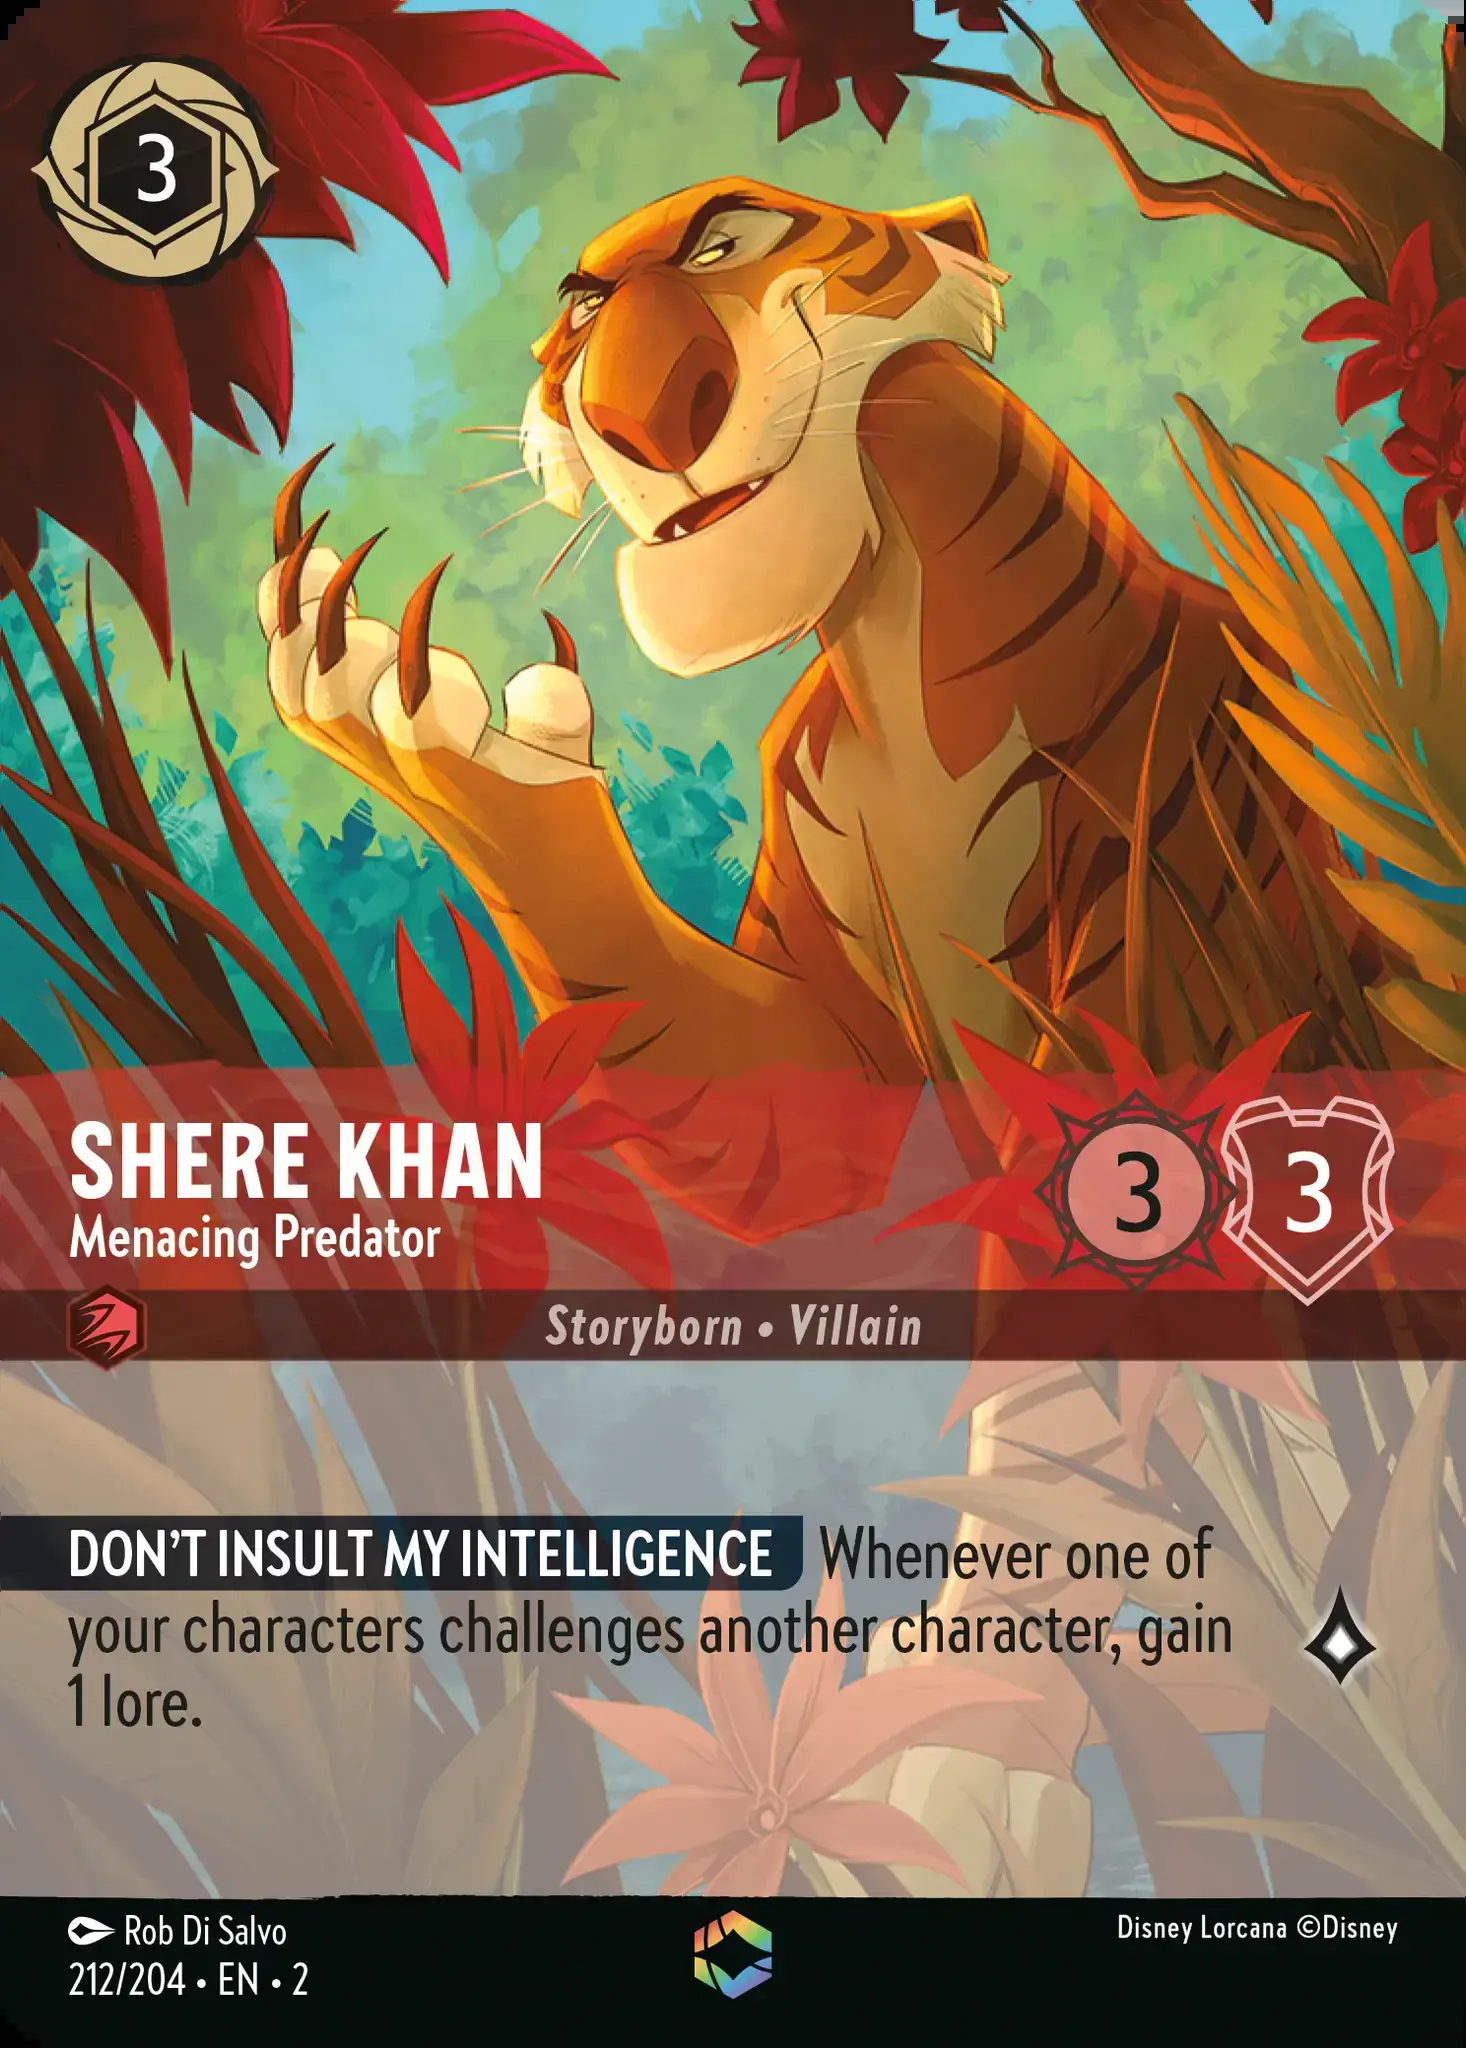 3
SHERE KHAN
Menacing Predator
3
3
Storyborn • Villain
DON'T INSULT MY INTELLIGENCE Whenever one of
your characters challenges another character, gain
1 lore.
Rob Di Salvo
Disney Lorcana ©Disney
212/204 • EN • 2